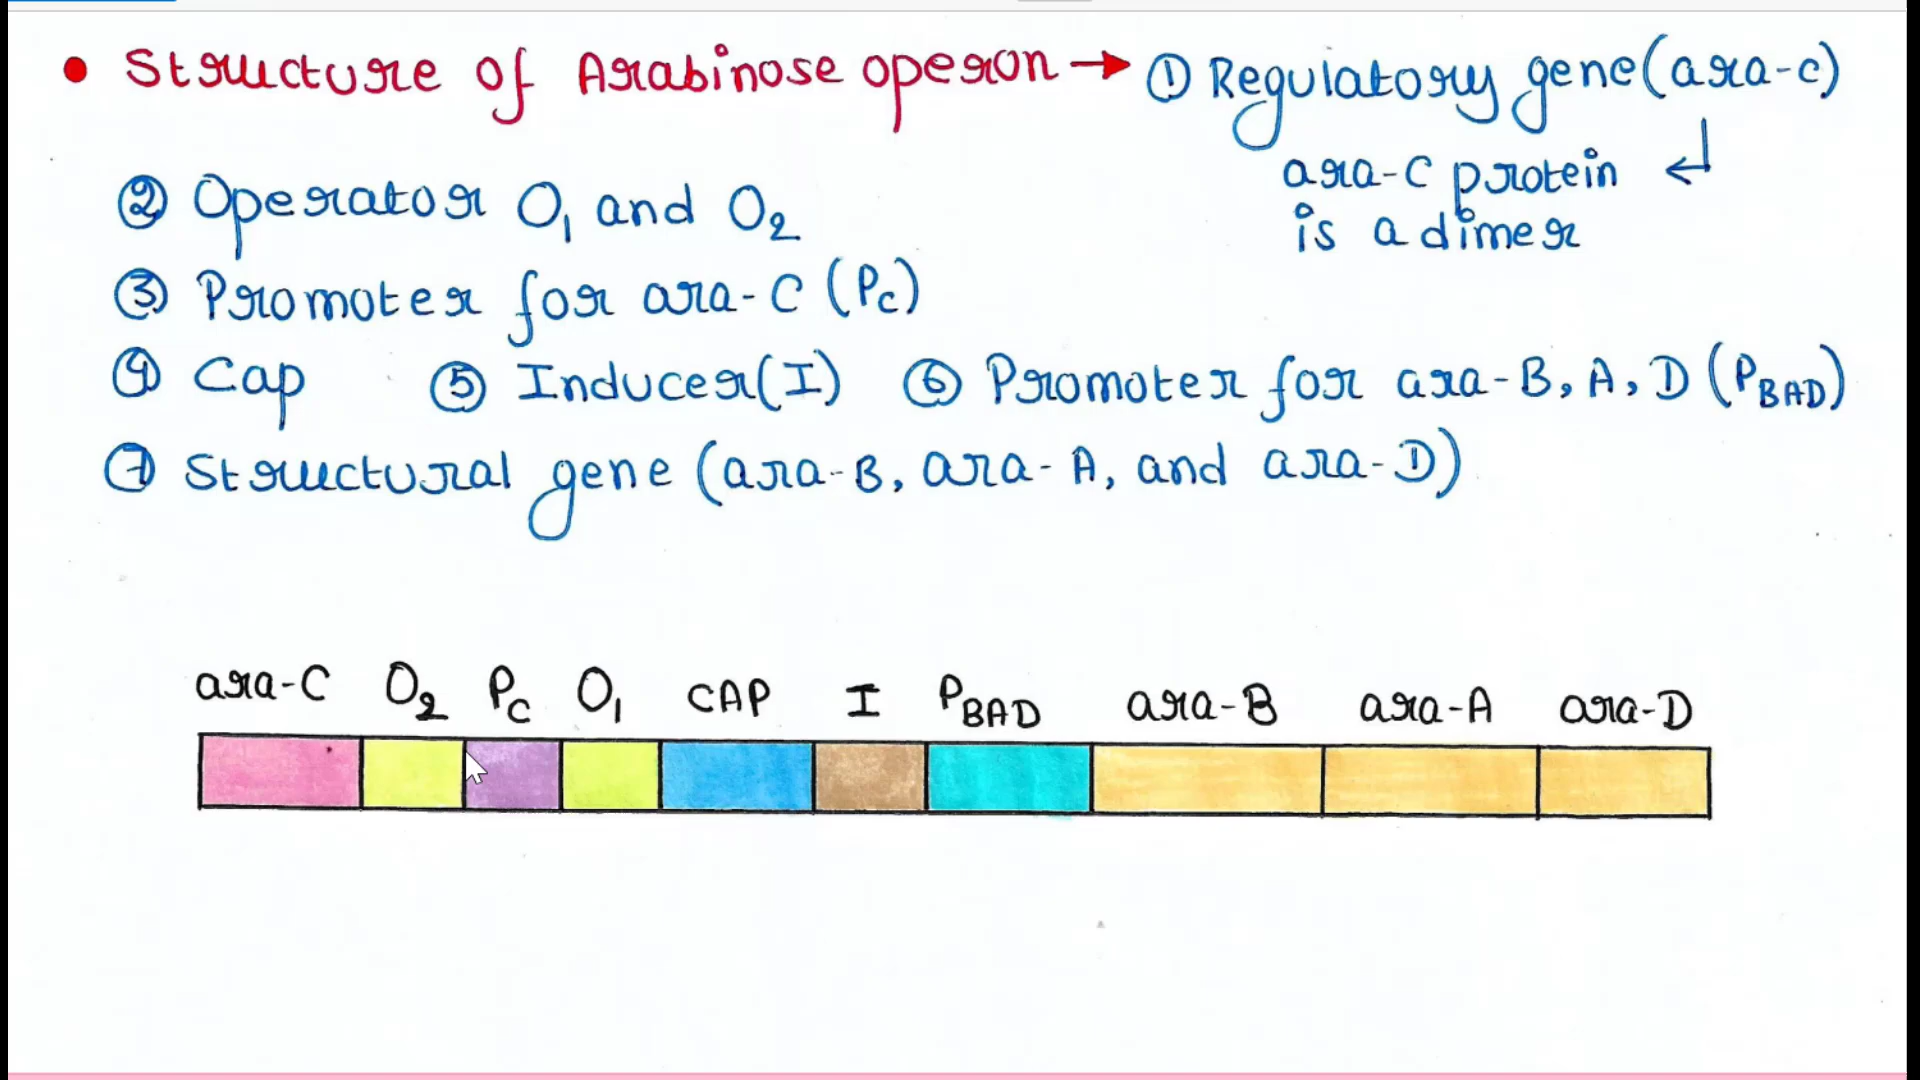 • Structure of Arabinose operon → ① Regulatory gene (ara-c)
ara-C protein ↲
is a dimer
② Operator O₁ and O₂
③ Promoter for ara-C (Pc)
④ Cap ⑤ Inducer(I) ⑥ Promoter for ara-B, A, D (PBAD)
⑦ Structural gene (ara-B, ara-A, and ara-D)
ara-C O₂ Pc O₁ CAP I PBAD ara-B ara-A ara-D